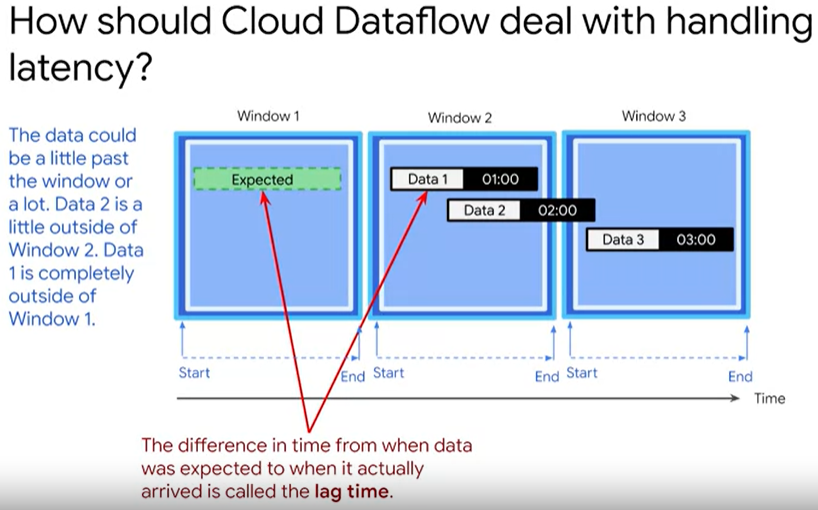 How should Cloud Dataflow deal with handling
latency?
Window 1
Window 2
Window 3
The data could
be a little past
the window or
a lot. Data 2 is a
little outside of
Window 2. Data
1 is completely
outside of
Window 1.
Expected
Data 1 01:00
Data 2 02:00
Data 3 03:00
Start
End
Start
End
Start
End
Time
The difference in time from when data
was expected to when it actually
arrived is called the lag time.